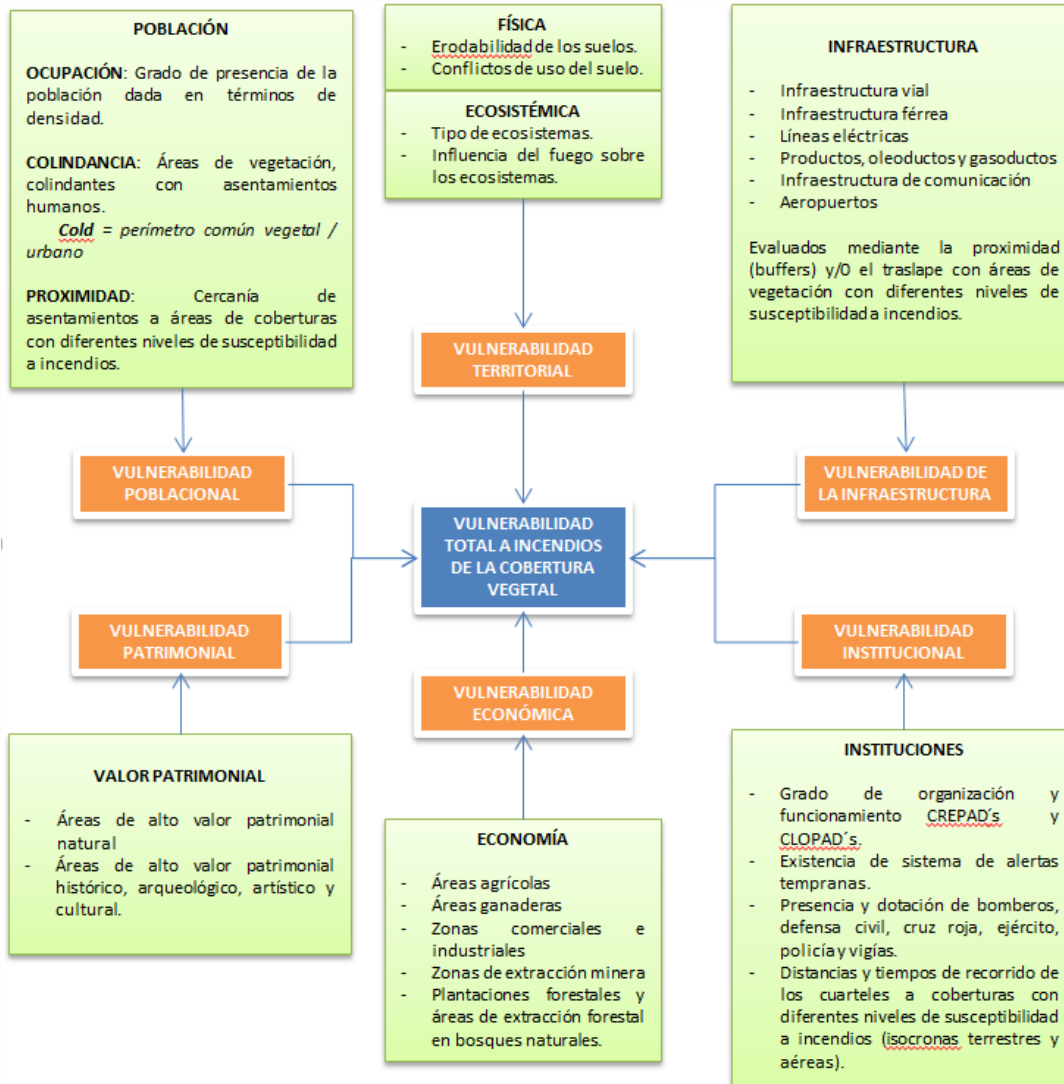 POBLACIÓN
OCUPACIÓN: Grado de presencia de la
población dada en términos de
densidad.
COLINDANCIA: Áreas de vegetación,
colindantes con asentamientos
humanos.
Cold = perímetro común vegetal /
urbano
PROXIMIDAD: Cercanía de
asentamientos a áreas de coberturas
con diferentes niveles de susceptibilidad
a incendios.
FÍSICA
- Erodabilidad de los suelos.
- Conflictos de uso del suelo.
ECOSISTÉMICA
- Tipo de ecosistemas.
- Influencia del fuego sobre
los ecosistemas.
INFRAESTRUCTURA
- Infraestructura vial
- Infraestructura férrea
- Líneas eléctricas
- Productos, oleoductos y gasoductos
- Infraestructura de comunicación
- Aeropuertos
Evaluados mediante la proximidad
(buffers) y/0 el traslape con áreas de
vegetación con diferentes niveles de
susceptibilidad a incendios.
VULNERABILIDAD
TERRITORIAL
VULNERABILIDAD
POBLACIONAL
VULNERABILIDAD DE
LA INFRAESTRUCTURA
VULNERABILIDAD
TOTAL A INCENDIOS
DE LA COBERTURA
VEGETAL
VULNERABILIDAD
PATRIMONIAL
VULNERABILIDAD
INSTITUCIONAL
VULNERABILIDAD
ECONÓMICA
VALOR PATRIMONIAL
- Áreas de alto valor patrimonial
natural
- Áreas de alto valor patrimonial
histórico, arqueológico, artístico y
cultural.
ECONOMÍA
- Áreas agrícolas
- Áreas ganaderas
- Zonas comerciales e
industriales
- Zonas de extracción minera
- Plantaciones forestales y
áreas de extracción forestal
en bosques naturales.
INSTITUCIONES
- Grado de organización y
funcionamiento CREPAD´s y
CLOPAD´s.
- Existencia de sistema de alertas
tempranas.
- Presencia y dotación de bomberos,
defensa civil, cruz roja, ejército,
policía y vigías.
- Distancias y tiempos de recorrido de
los cuarteles a coberturas con
diferentes niveles de susceptibilidad
a incendios (isocronas terrestres y
aéreas).